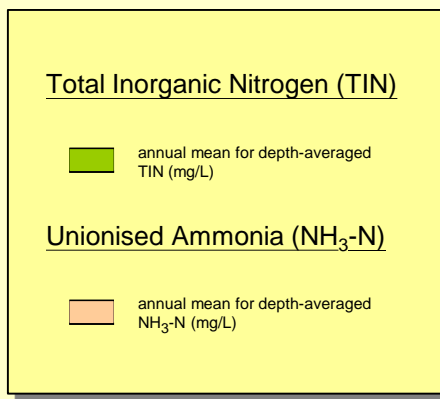 Total Inorganic Nitrogen (TIN)
annual mean for depth-averaged
TIN (mg/L)
Unionised Ammonia (NH₃-N)
annual mean for depth-averaged
NH₃-N (mg/L)